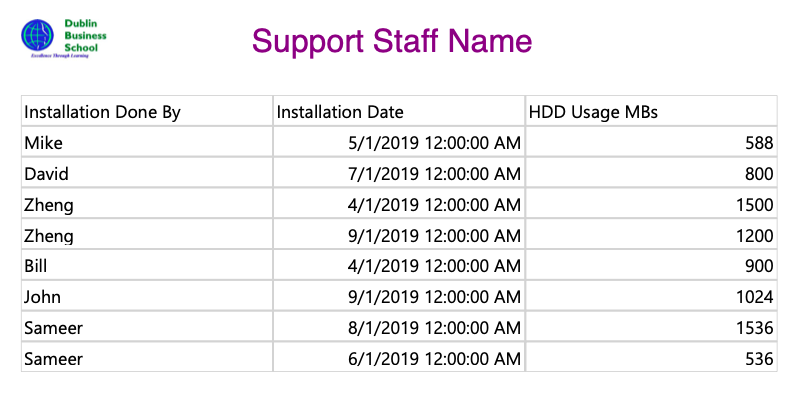 Dublin
Business
School
Excellence Through Learning
Support Staff Name
Installation Done By Installation Date HDD Usage MBs
Mike 5/1/2019 12:00:00 AM 588
David 7/1/2019 12:00:00 AM 800
Zheng 4/1/2019 12:00:00 AM 1500
Zheng 9/1/2019 12:00:00 AM 1200
Bill 4/1/2019 12:00:00 AM 900
John 9/1/2019 12:00:00 AM 1024
Sameer 8/1/2019 12:00:00 AM 1536
Sameer 6/1/2019 12:00:00 AM 536